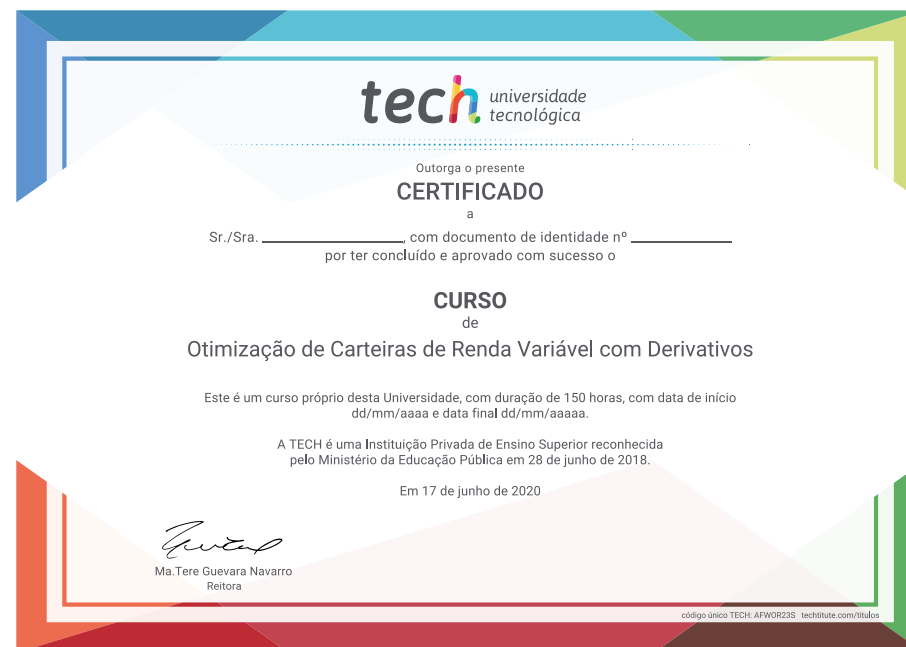 tech universidade
tecnológica
Outorga o presente
CERTIFICADO
a
Sr./Sra. ____________, com documento de identidade nº ____________
por ter concluído e aprovado com sucesso o
CURSO
de
Otimização de Carteiras de Renda Variável com Derivativos
Este é um curso próprio desta Universidade, com duração de 150 horas, com data de início
dd/mm/aaaa e data final dd/mm/aaaaa.
A TECH é uma Instituição Privada de Ensino Superior reconhecida
pelo Ministério da Educação Pública em 28 de junho de 2018.
Em 17 de junho de 2020
Ma.Tere Guevara Navarro
Reitora
código único TECH: AFWOR23S techtitute.com/títulos